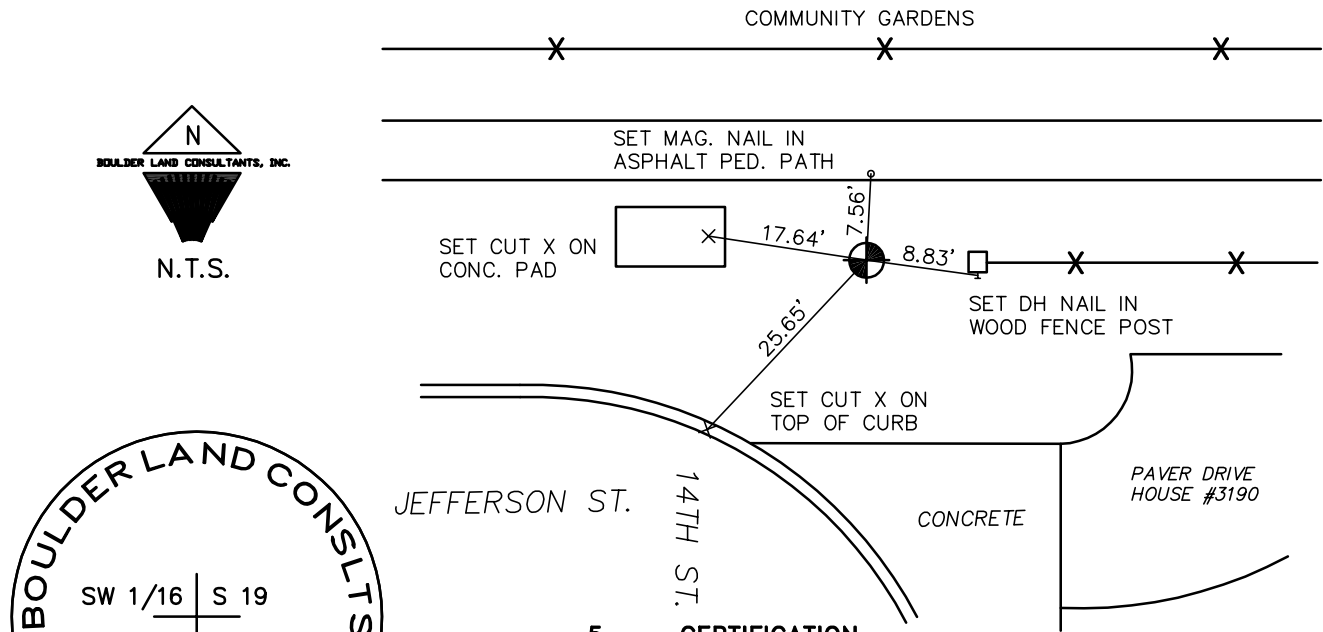 COMMUNITY GARDENS
SET MAG. NAIL IN
ASPHALT PED. PATH
N
BOULDER LAND CONSULTANTS, INC.
N.T.S.
7.56'
SET CUT X ON
CONC. PAD
17.64'
8.83'
SET DH NAIL IN
WOOD FENCE POST
25.65'
SET CUT X ON
TOP OF CURB
JEFFERSON ST.
14TH ST.
CONCRETE
PAVER DRIVE
HOUSE #3190
BOULDER LAND CONSLTS
SW 1/16 S 19
5. CERTIFICATION